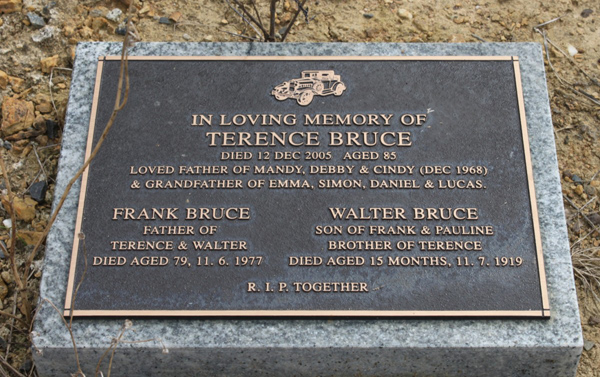 IN LOVING MEMORY OF
TERENCE BRUCE
DIED 12 DEC 2005 AGED 85
LOVED FATHER OF MANDY, DEBBY & CINDY (DEC 1968)
& GRANDFATHER OF EMMA, SIMON, DANIEL & LUCAS.
FRANK BRUCE
FATHER OF
TERENCE & WALTER
DIED AGED 79, 11. 6. 1977
WALTER BRUCE
SON OF FRANK & PAULINE
BROTHER OF TERENCE
DIED AGED 15 MONTHS, 11. 7. 1919
R. I. P. TOGETHER